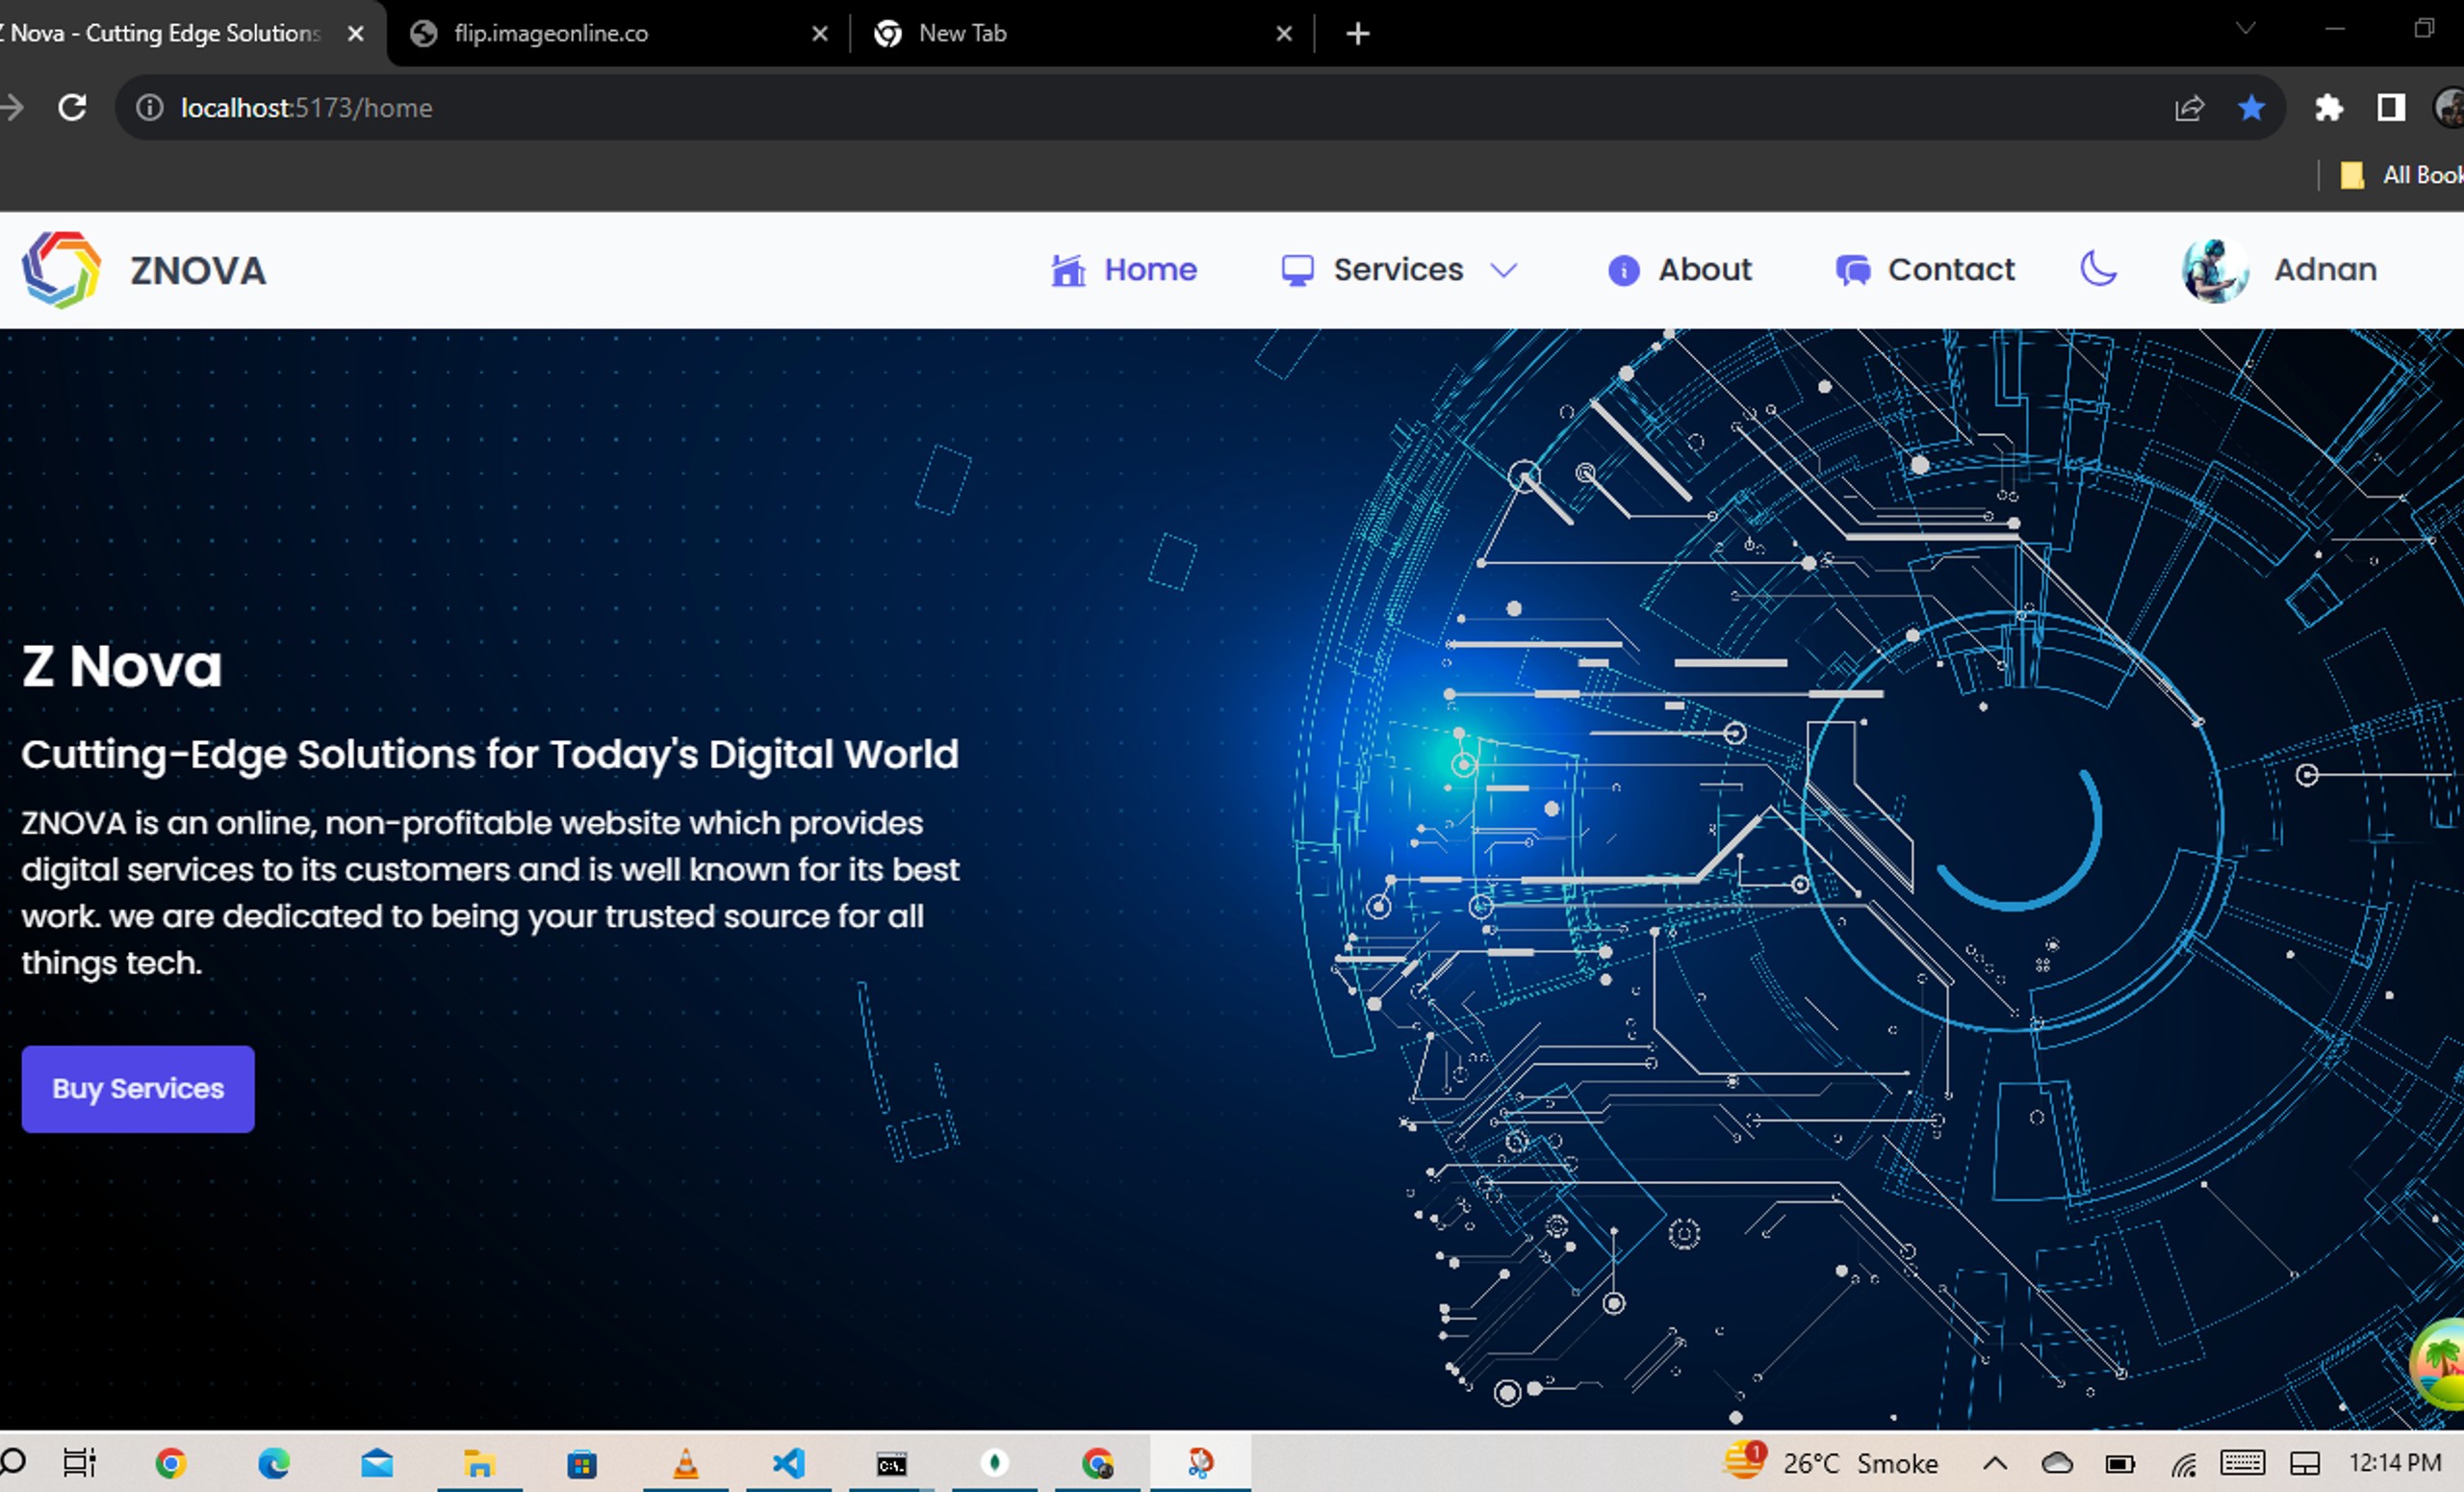 Z Nova - Cutting Edge Solutions
flip.imageonline.co
New Tab
localhost:5173/home
All Book
ZNOVA
Home
Services
About
Contact
Adnan
Z Nova
Cutting-Edge Solutions for Today's Digital World
ZNOVA is an online, non-profitable website which provides
digital services to its customers and is well known for its best
work. we are dedicated to being your trusted source for all
things tech.
Buy Services
C:\.
1
26°C Smoke
12:14 PM